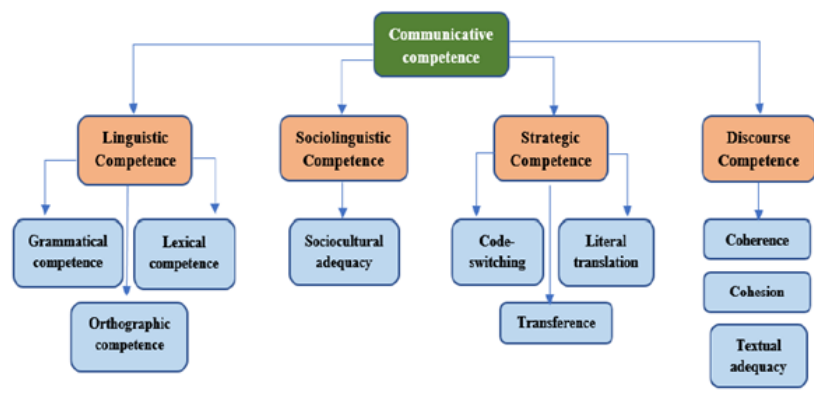 Communicative
competence
Linguistic
Competence
Sociolinguistic
Competence
Strategic
Competence
Discourse
Competence
Grammatical
competence
Lexical
competence
Orthographic
competence
Sociocultural
adequacy
Code-
switching
Literal
translation
Transference
Coherence
Cohesion
Textual
adequacy